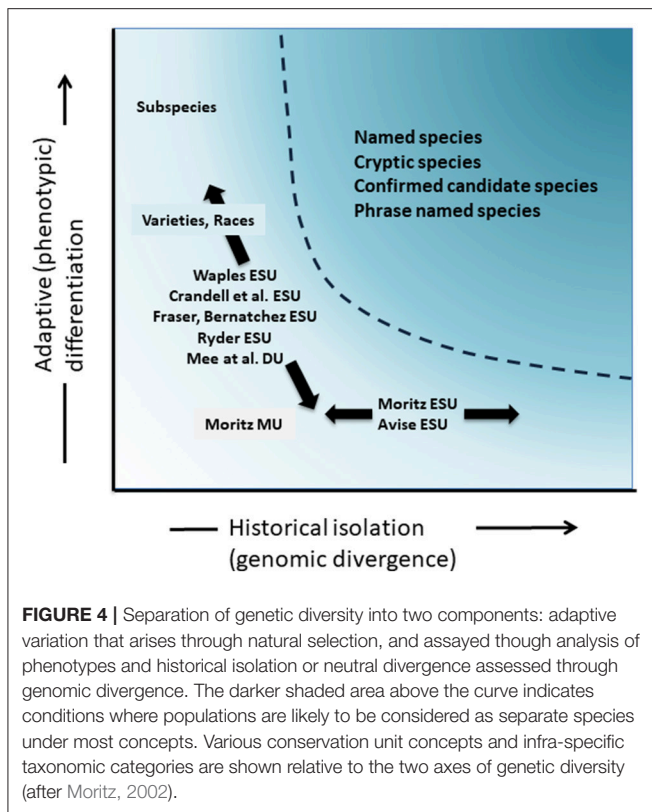 Subspecies
Named species
Cryptic species
Confirmed candidate species
Phrase named species
Varieties, Races
Waples ESU
Crandell et al. ESU
Fraser, Bernatchez ESU
Ryder ESU
Mee at al. DU
Moritz MU
Moritz ESU
Avise ESU
Adaptive (phenotypic)
differentiation
Historical isolation
(genomic divergence)
FIGURE 4 | Separation of genetic diversity into two components: adaptive
variation that arises through natural selection, and assayed though analysis of
phenotypes and historical isolation or neutral divergence assessed through
genomic divergence. The darker shaded area above the curve indicates
conditions where populations are likely to be considered as separate species
under most concepts. Various conservation unit concepts and infra-specific
taxonomic categories are shown relative to the two axes of genetic diversity
(after Moritz, 2002).